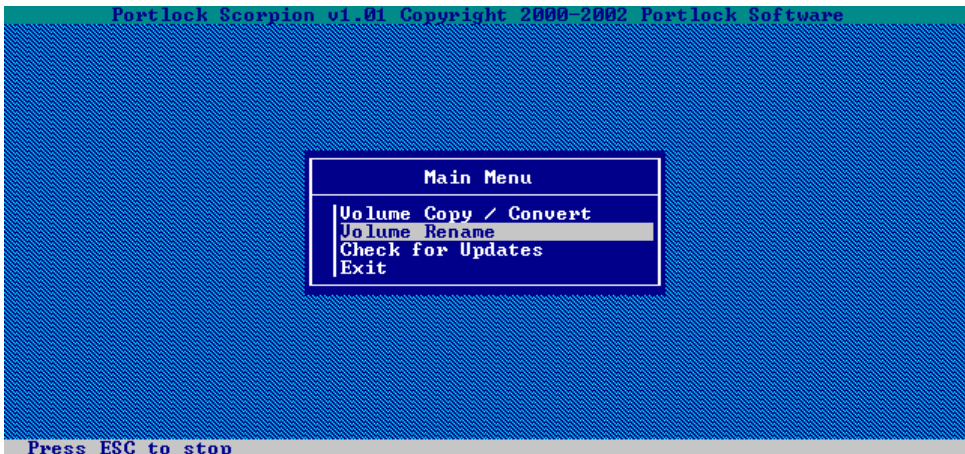 Portlock Scorpion v1.01 Copyright 2000-2002 Portlock Software
Main Menu
Volume Copy / Convert
Volume Rename
Check for Updates
Exit
Press ESC to stop